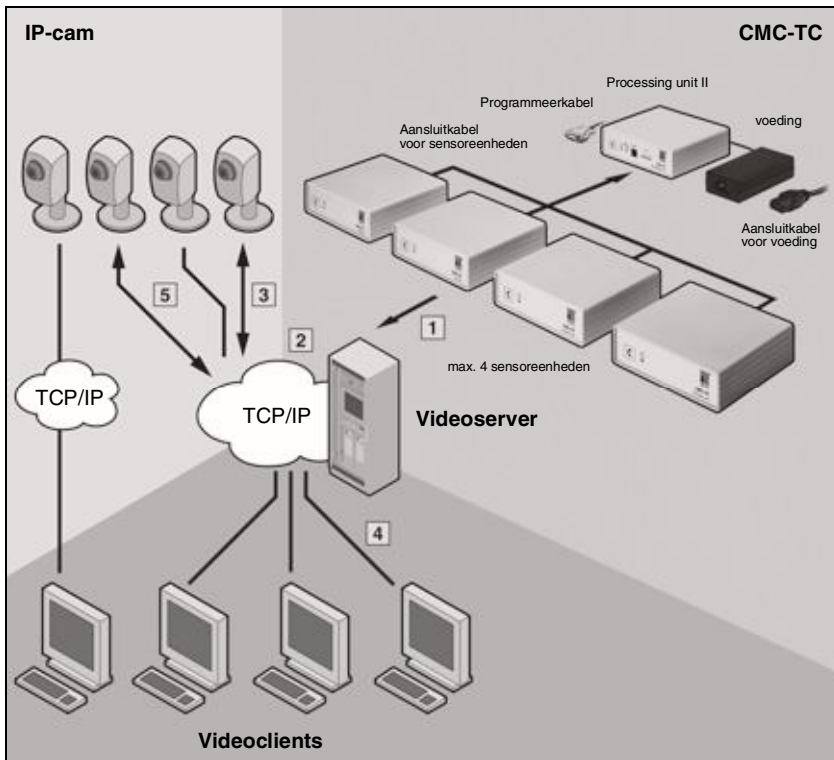 IP-cam
CMC-TC
Processing unit II
Programmeerkabel
voeding
Aansluitkabel
voor sensoreenheden
Aansluitkabel
voor voeding
5
3
1
2
max. 4 sensoreenheden
TCP/IP
TCP/IP
Videoserver
4
Videoclients